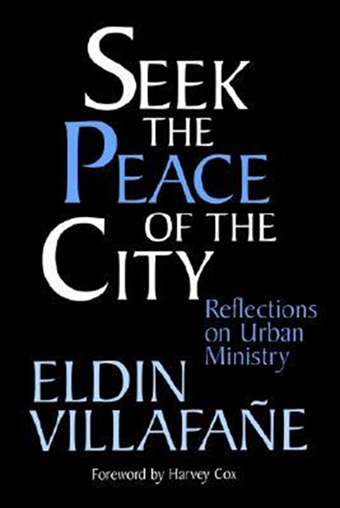 SEEK
THE
PEACE
OF THE
CITY
Reflections
on Urban
Ministry
ELDIN
VILLAFAÑE
Foreword by Harvey Cox